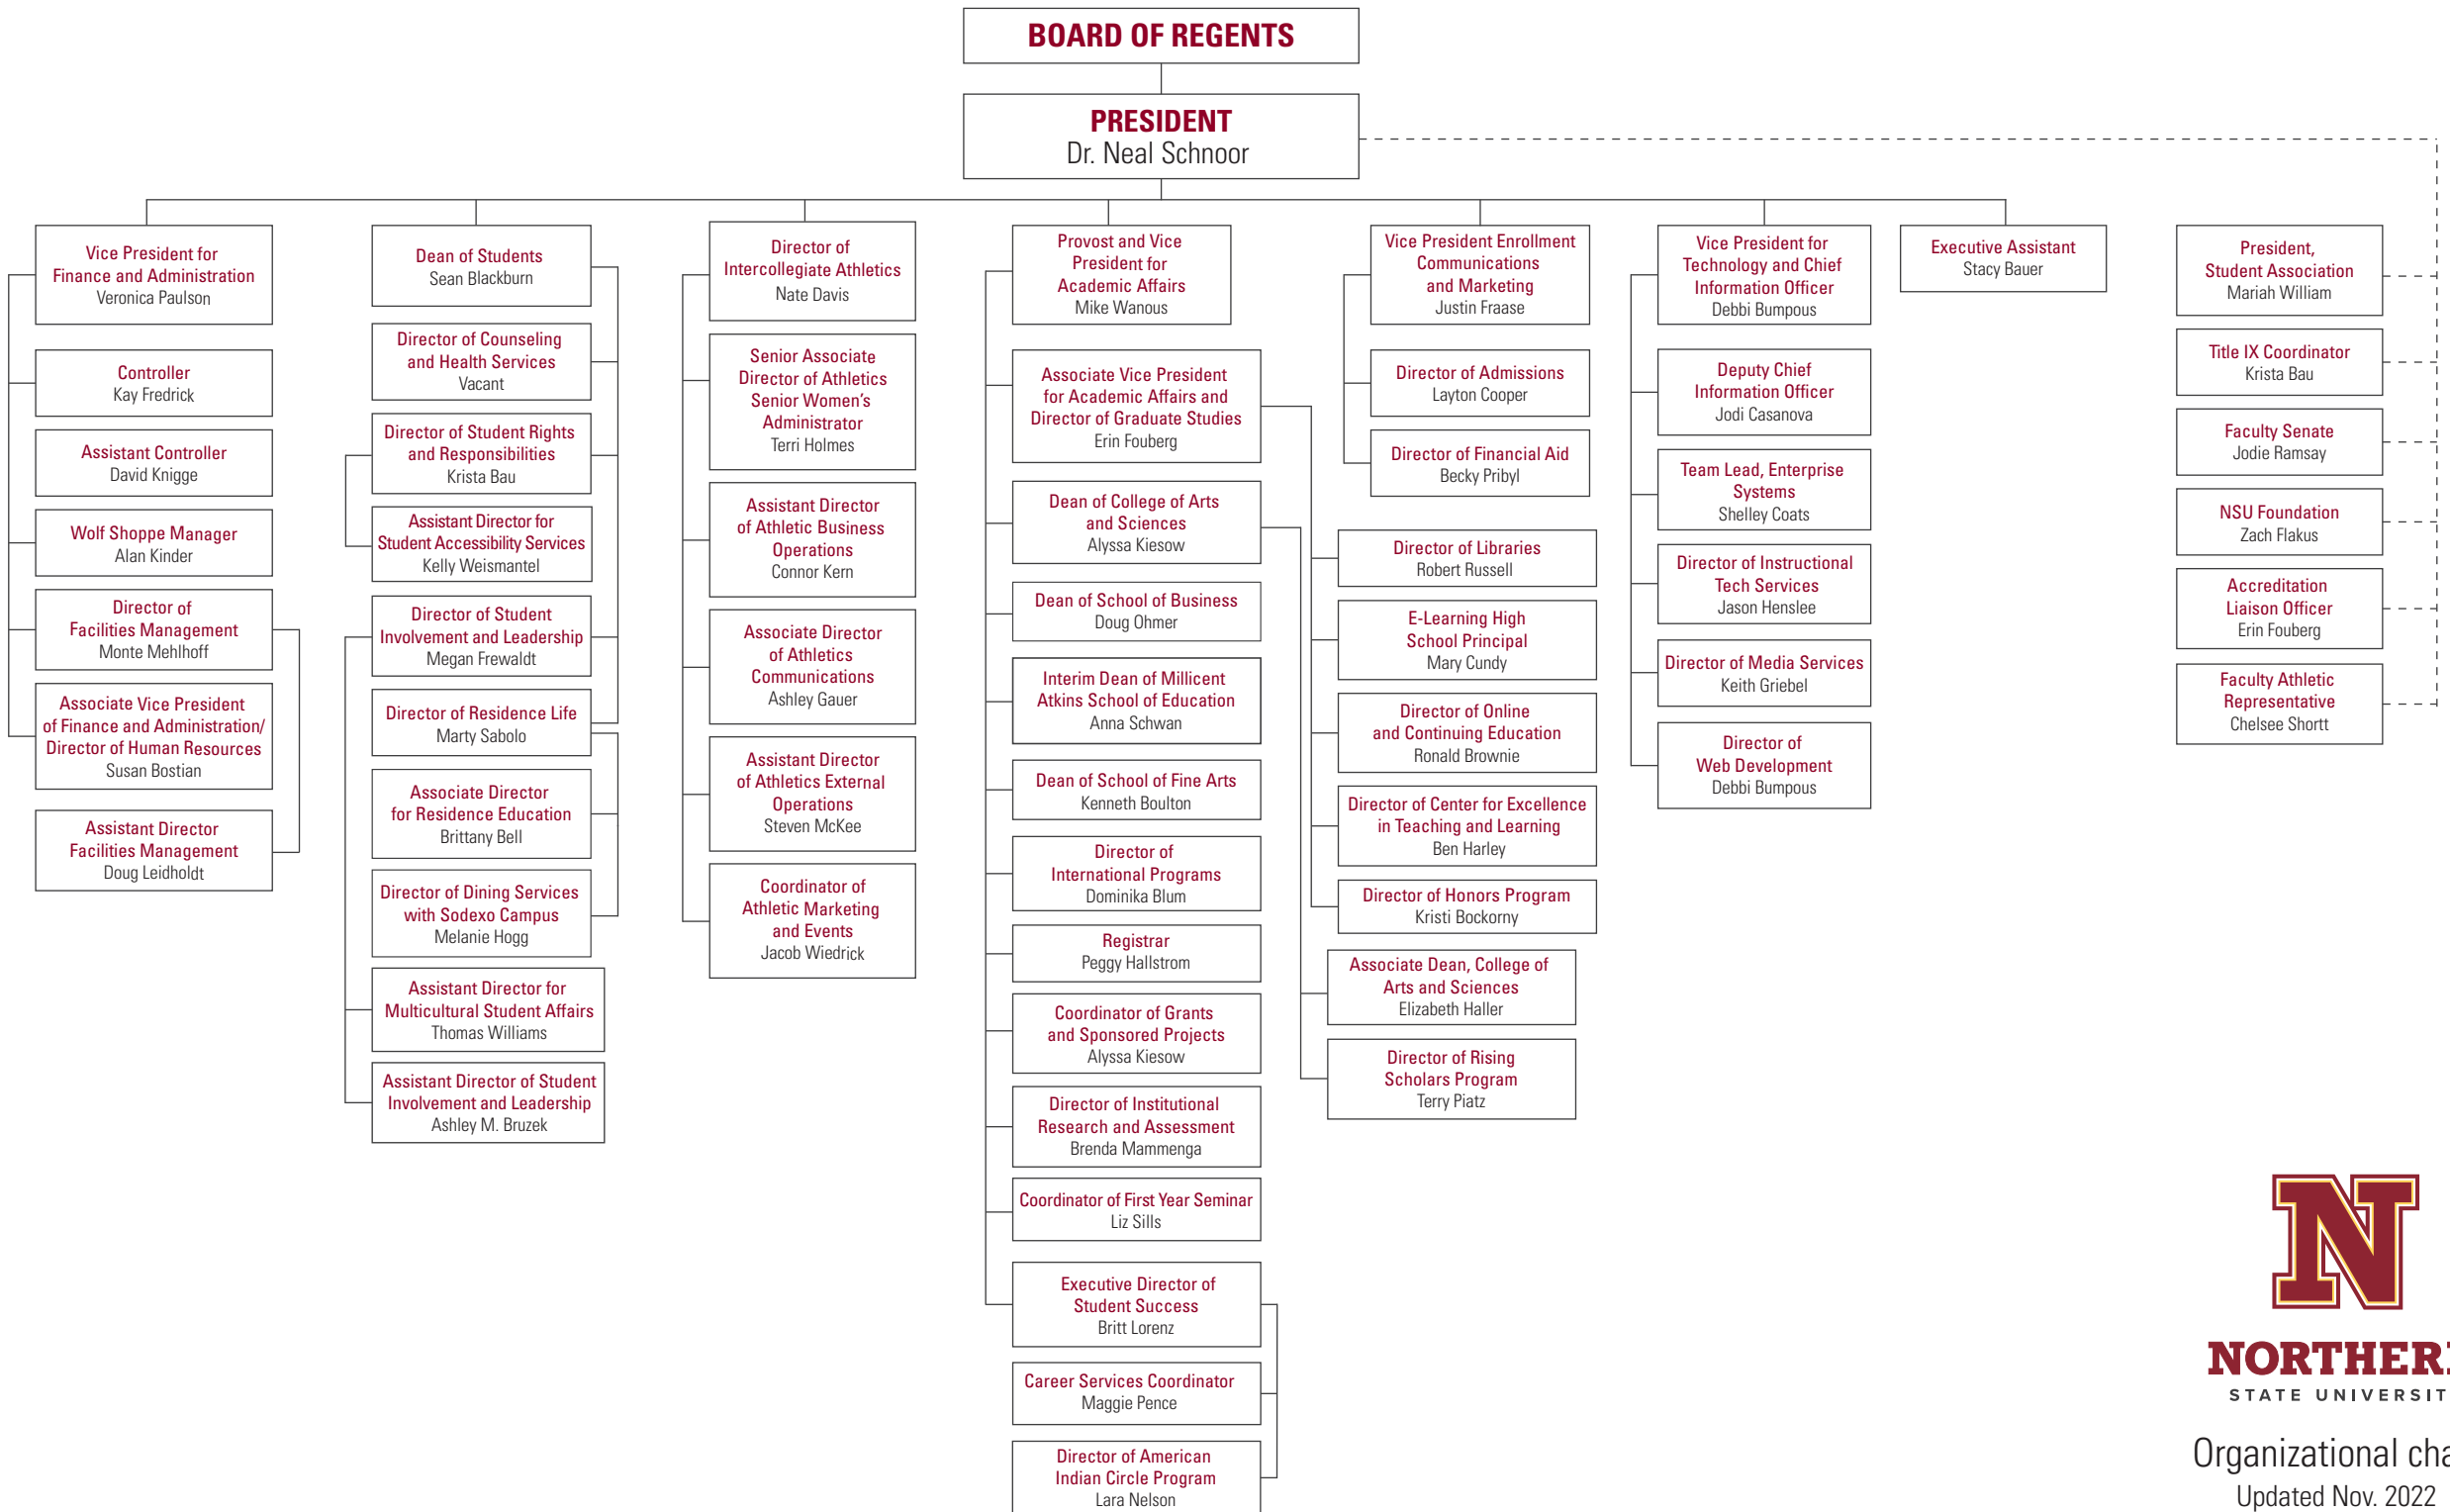 BOARD OF REGENTS
PRESIDENT
Dr. Neal Schnoor
Vice President for
Finance and Administration
Veronica Paulson
Controller
Kay Fredrick
Assistant Controller
David Knigge
Wolf Shoppe Manager
Alan Kinder
Director of
Facilities Management
Monte Mehlhoff
Associate Vice President
of Finance and Administration/
Director of Human Resources
Susan Bostian
Assistant Director
Facilities Management
Doug Leidholdt
Dean of Students
Sean Blackburn
Director of Counseling
and Health Services
Vacant
Director of Student Rights
and Responsibilities
Krista Bau
Assistant Director for
Student Accessibility Services
Kelly Weismantel
Director of Student
Involvement and Leadership
Megan Frewaldt
Director of Residence Life
Marty Sabolo
Associate Director
for Residence Education
Brittany Bell
Director of Dining Services
with Sodexo Campus
Melanie Hogg
Assistant Director for
Multicultural Student Affairs
Thomas Williams
Assistant Director of Student
Involvement and Leadership
Ashley M. Bruzek
Director of
Intercollegiate Athletics
Nate Davis
Senior Associate
Director of Athletics
Senior Women's
Administrator
Terri Holmes
Assistant Director
of Athletic Business
Operations
Connor Kern
Associate Director
of Athletics
Communications
Ashley Gauer
Assistant Director
of Athletics External
Operations
Steven McKee
Coordinator of
Athletic Marketing
and Events
Jacob Wiedrick
Provost and Vice
President for
Academic Affairs
Mike Wanous
Associate Vice President
for Academic Affairs and
Director of Graduate Studies
Erin Fouberg
Dean of College of Arts
and Sciences
Alyssa Kiesow
Dean of School of Business
Doug Ohmer
Interim Dean of Millicent
Atkins School of Education
Anna Schwan
Dean of School of Fine Arts
Kenneth Boulton
Director of
International Programs
Dominika Blum
Registrar
Peggy Hallstrom
Coordinator of Grants
and Sponsored Projects
Alyssa Kiesow
Director of Institutional
Research and Assessment
Brenda Mammenga
Coordinator of First Year Seminar
Liz Sills
Executive Director of
Student Success
Britt Lorenz
Career Services Coordinator
Maggie Pence
Director of American
Indian Circle Program
Lara Nelson
Vice President Enrollment
Communications
and Marketing
Justin Fraase
Director of Admissions
Layton Cooper
Director of Financial Aid
Becky Pribyl
Director of Libraries
Robert Russell
E-Learning High
School Principal
Mary Cundy
Director of Online
and Continuing Education
Ronald Brownie
Director of Center for Excellence
in Teaching and Learning
Ben Harley
Director of Honors Program
Kristi Bockorny
Associate Dean, College of
Arts and Sciences
Elizabeth Haller
Director of Rising
Scholars Program
Terry Piatz
Vice President for
Technology and Chief
Information Officer
Debbi Bumpous
Deputy Chief
Information Officer
Jodi Casanova
Team Lead, Enterprise
Systems
Shelley Coats
Director of Instructional
Tech Services
Jason Henslee
Director of Media Services
Keith Griebel
Director of
Web Development
Debbi Bumpous
Executive Assistant
Stacy Bauer
President,
Student Association
Mariah William
Title IX Coordinator
Krista Bau
Faculty Senate
Jodie Ramsay
NSU Foundation
Zach Flakus
Accreditation
Liaison Officer
Erin Fouberg
Faculty Athletic
Representative
Chelsee Shortt
N
NORTHER
STATE UNIVERSIT
Organizational cha
Updated Nov. 2022